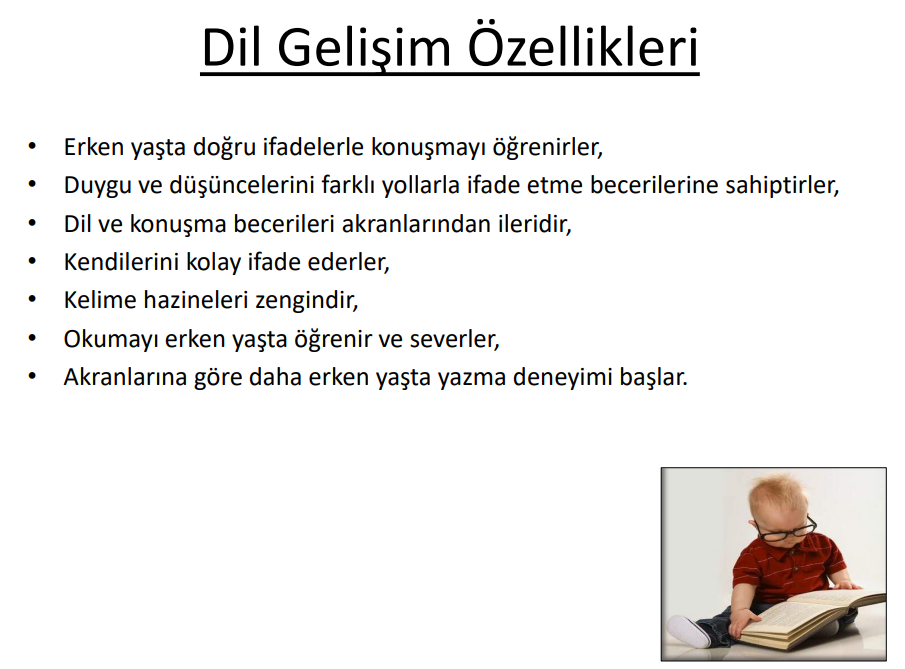 Dil Gelişim Özellikleri
• Erken yaşta doğru ifadelerle konuşmayı öğrenirler,
• Duygu ve düşüncelerini farklı yollarla ifade etme becerilerine sahiptirler,
• Dil ve konuşma becerileri akranlarından ileridir,
• Kendilerini kolay ifade ederler,
• Kelime hazineleri zengindir,
• Okumayı erken yaşta öğrenir ve severler,
• Akranlarına göre daha erken yaşta yazma deneyimi başlar.